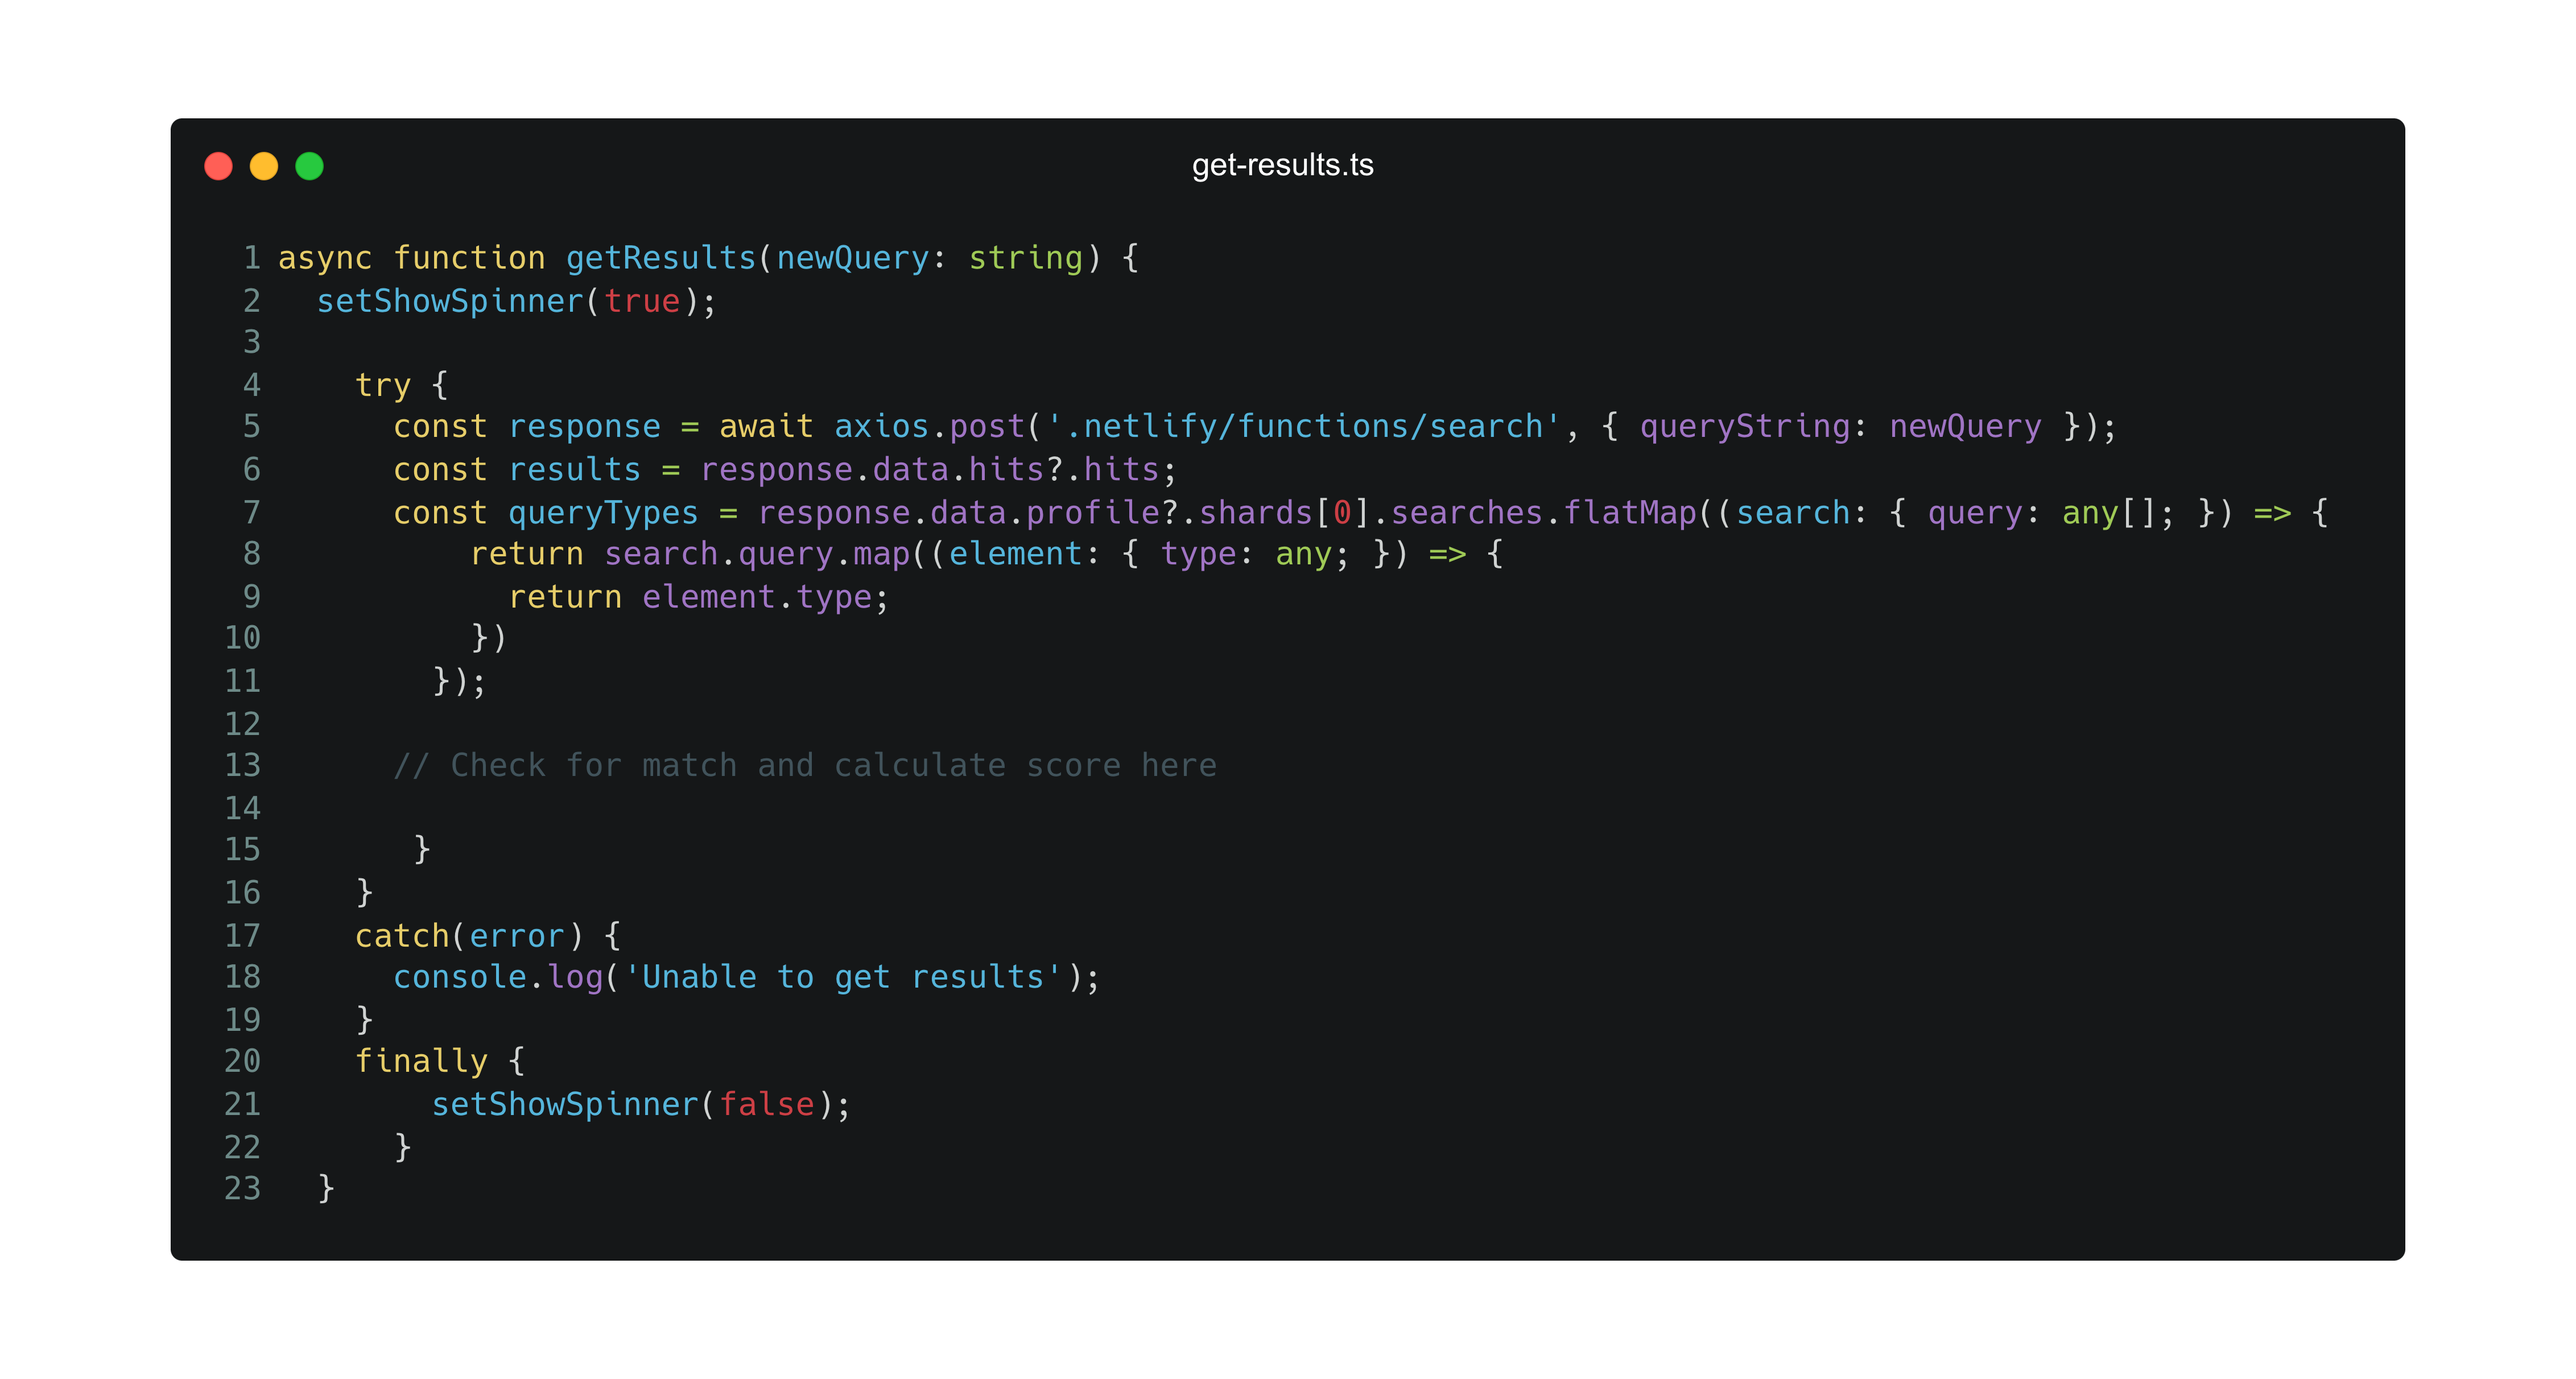 get-results.ts
1 async function getResults(newQuery: string) {
2   setShowSpinner(true);
3
4     try {
5       const response = await axios.post('.netlify/functions/search', { queryString: newQuery });
6       const results = response.data.hits?.hits;
7       const queryTypes = response.data.profile?.shards[0].searches.flatMap((search: { query: any[]; }) => {
8           return search.query.map((element: { type: any; }) => {
9             return element.type;
10           })
11         });
12
13       // Check for match and calculate score here
14
15        }
16     }
17     catch(error) {
18       console.log('Unable to get results');
19     }
20     finally {
21         setShowSpinner(false);
22       }
23   }